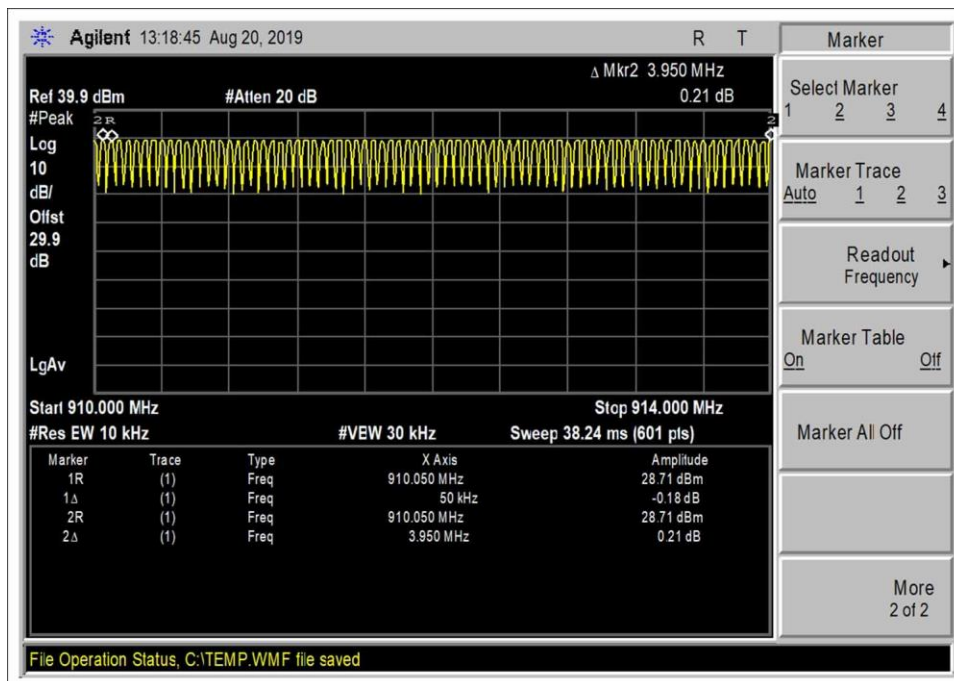 Agilent 13:18:45 Aug 20, 2019 R T
Δ Mkr2 3.950 MHz
Ref 39.9 dBm #Atten 20 dB 0.21 dB
#Peak
Log
10
dB/
Offst
29.9
dB
LgAv
2 R
2
Start 910.000 MHz Stop 914.000 MHz
#Res EW 10 kHz #VEW 30 kHz Sweep 38.24 ms (601 pts)
Marker Trace Type X Axis Amplitude
1R (1) Freq 910.050 MHz 28.71 dBm
1Δ (1) Freq 50 kHz -0.18 dB
2R (1) Freq 910.050 MHz 28.71 dBm
2Δ (1) Freq 3.950 MHz 0.21 dB
File Operation Status, C:\TEMP.WMF file saved
Marker
Select Marker
1 2 3 4
Marker Trace
Auto 1 2 3
Readout
Frequency
Marker Table
On Off
Marker All Off
More
2 of 2